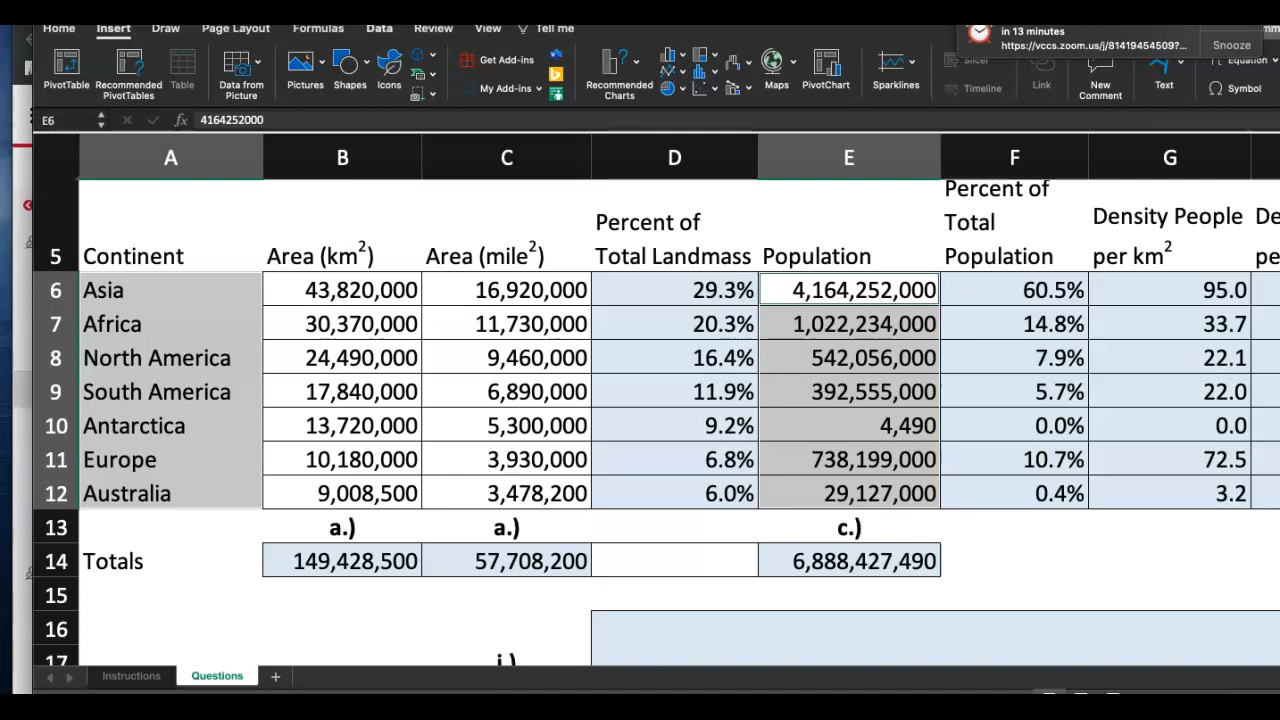 Home Insert Draw Page Layout Formulas Data Review View Tell me
in 13 minutes
https://vccs.zoom.us/j/81419454509?...
Snooze
Get Add-ins
My Add-ins
PivotTable Recommended PivotTables Table Data from Picture Pictures Shapes Icons Recommended Charts Maps PivotChart Sparklines Slicer Timeline Link New Comment Text Equation Symbol
E6 fx 4164252000
A B C D E F G
5 Continent Area (km²) Area (mile²) Percent of Total Landmass Population Percent of Total Population Density People per km² De pe
6 Asia 43,820,000 16,920,000 29.3% 4,164,252,000 60.5% 95.0
7 Africa 30,370,000 11,730,000 20.3% 1,022,234,000 14.8% 33.7
8 North America 24,490,000 9,460,000 16.4% 542,056,000 7.9% 22.1
9 South America 17,840,000 6,890,000 11.9% 392,555,000 5.7% 22.0
10 Antarctica 13,720,000 5,300,000 9.2% 4,490 0.0% 0.0
11 Europe 10,180,000 3,930,000 6.8% 738,199,000 10.7% 72.5
12 Australia 9,008,500 3,478,200 6.0% 29,127,000 0.4% 3.2
13 a.) a.) c.)
14 Totals 149,428,500 57,708,200 6,888,427,490
15
16
17 i.)
Instructions Questions +